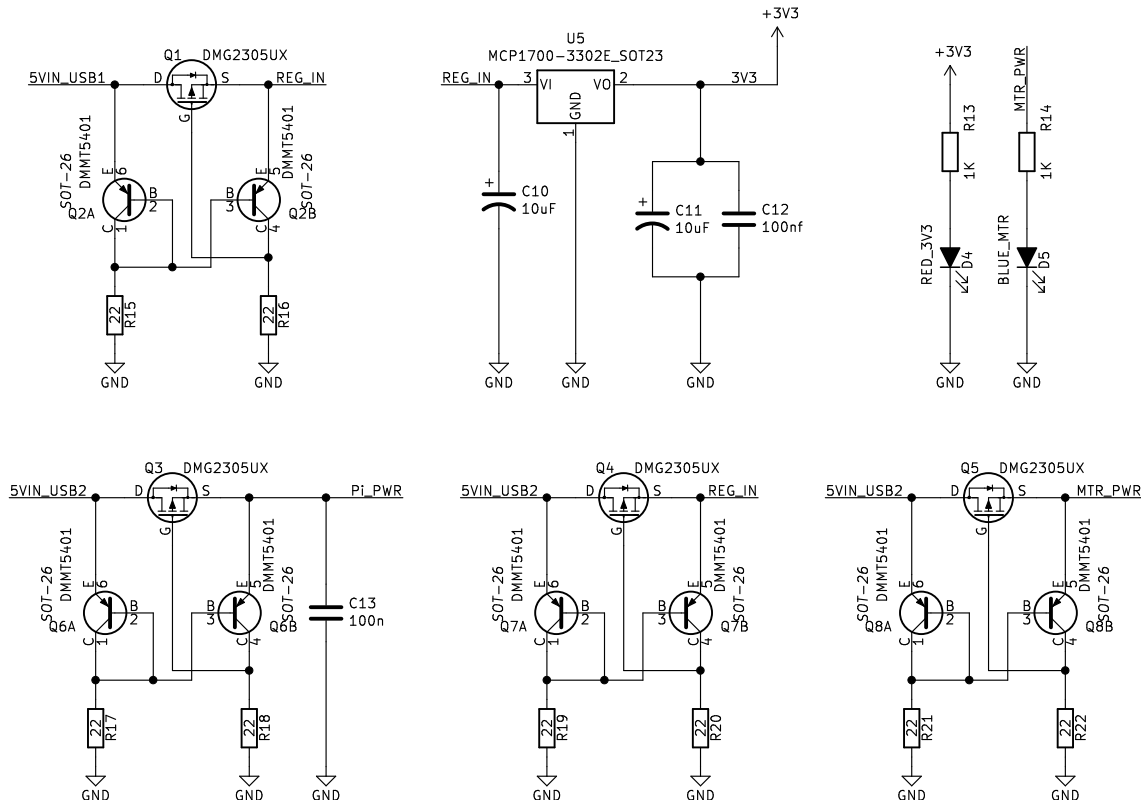 Q1 DMG2305UX
5VIN_USB1 D S REG_IN
G
SOT-26
DMMT5401
DMMT5401
SOT-26
E 6
E 5
B 2
B 3
Q2A
Q2B
C 1
C 4
22 R15
22 R16
GND
GND
U5
MCP1700-3302E_SOT23
+3V3
REG_IN 3 VI VO 2 3V3
GND
1
+ C10
10uF
+ C11
10uF
C12
100nf
GND
GND
GND
+3V3
MTR_PWR
R13
1K
R14
1K
RED_3V3
D4
BLUE_MTR
D5
GND
GND
Q3 DMG2305UX
5VIN_USB2 D S Pi_PWR
G
SOT-26
DMMT5401
DMMT5401
SOT-26
E 6
E 5
B 2
B 3
Q6A
Q6B
C 1
C 4
C13
100n
22 R17
22 R18
GND
GND
GND
Q4 DMG2305UX
5VIN_USB2 D S REG_IN
G
SOT-26
DMMT5401
DMMT5401
SOT-26
E 6
E 5
B 2
B 3
Q7A
Q7B
C 1
C 4
22 R19
22 R20
GND
GND
Q5 DMG2305UX
5VIN_USB2 D S MTR_PWR
G
SOT-26
DMMT5401
DMMT5401
SOT-26
E 6
E 5
B 2
B 3
Q8A
Q8B
C 1
C 4
22 R21
22 R22
GND
GND